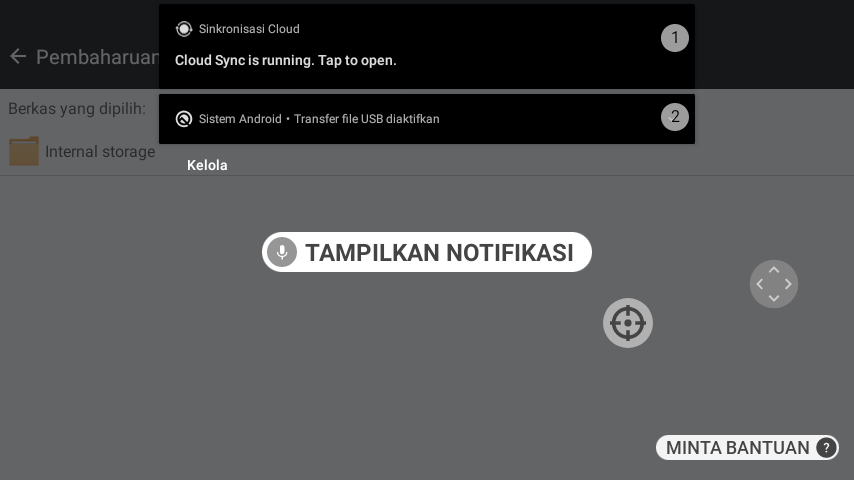 Sinkronisasi Cloud
1
Pembaharuan
Cloud Sync is running. Tap to open.
Berkas yang dipilih:
Sistem Android • Transfer file USB diaktifkan
2
Internal storage
Kelola
TAMPILKAN NOTIFIKASI
MINTA BANTUAN ?